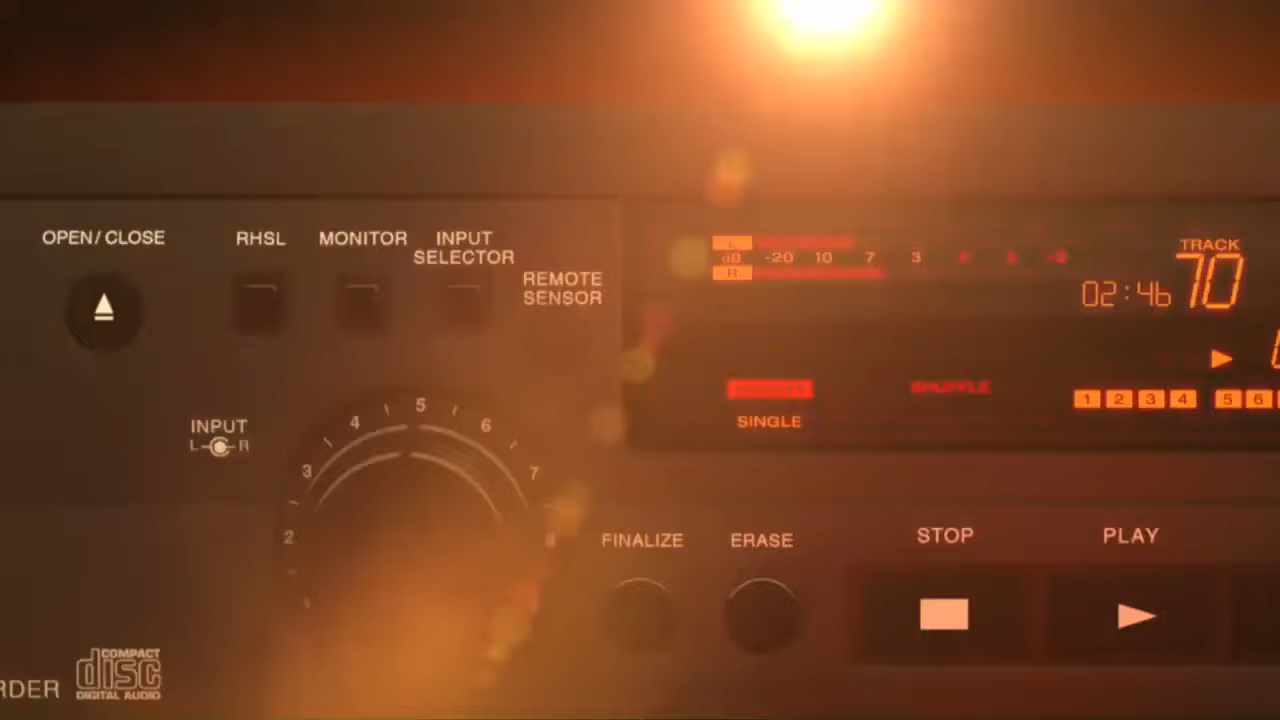 OPEN/CLOSE
RHSL
MONITOR
INPUT
SELECTOR
REMOTE
SENSOR
L
dB -20 10 7 3
R
TRACK
02:46 70
SHUFFLE
SINGLE
1 2 3 4 5 6
INPUT
L R
2 3 4 5 6 7 8
FINALIZE
ERASE
STOP
PLAY
RDER
COMPACT
disc
DIGITAL AUDIO